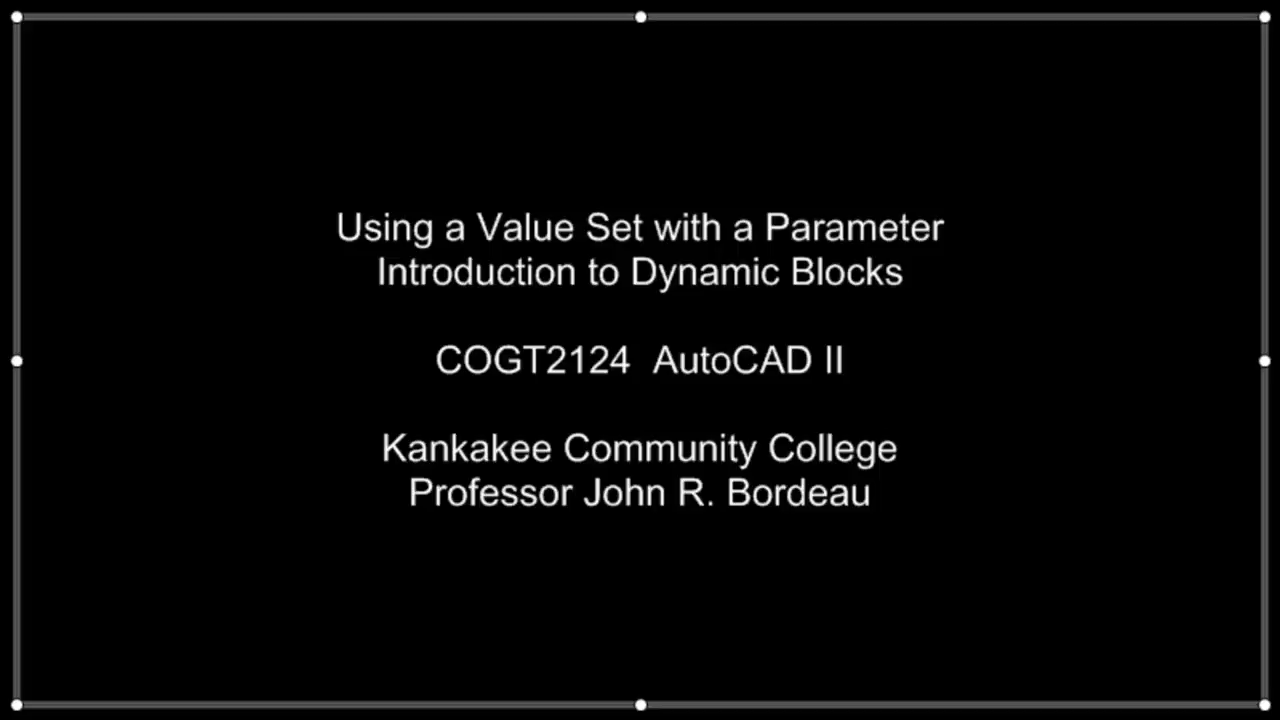 Using a Value Set with a Parameter
Introduction to Dynamic Blocks
COGT2124 AutoCAD II
Kankakee Community College
Professor John R. Bordeau